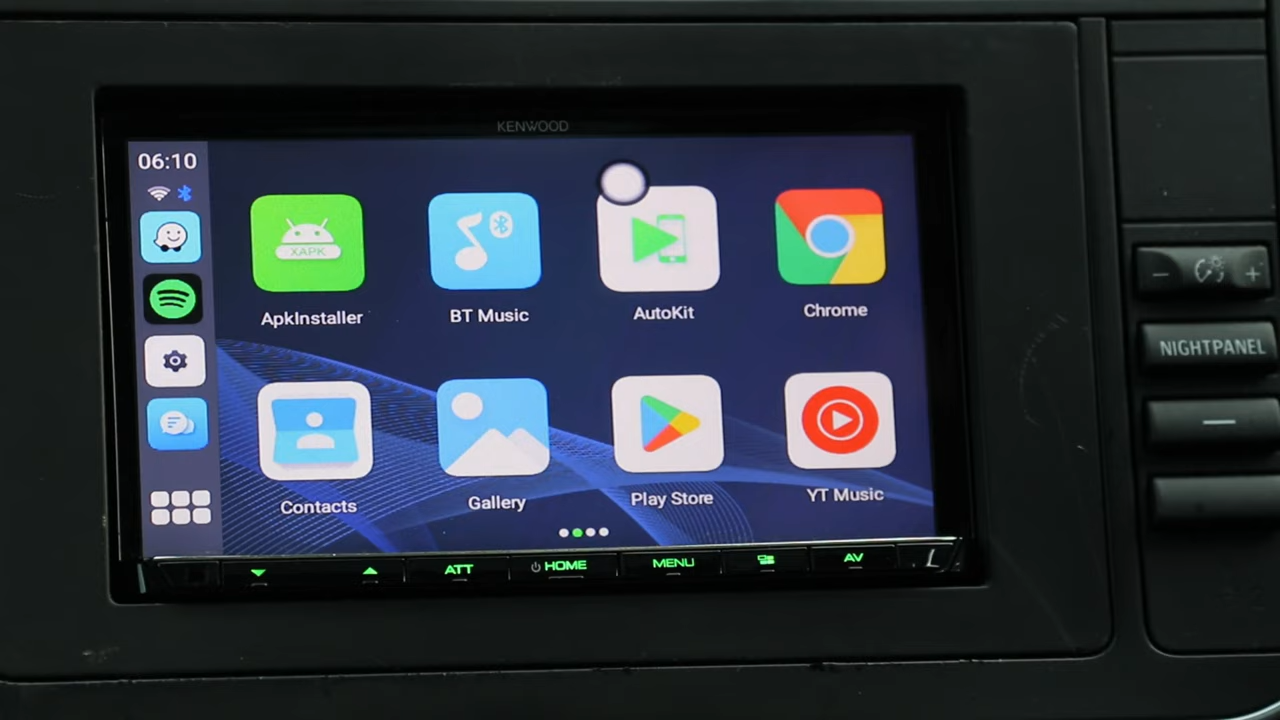 KENWOOD
06:10
XAPK
ApkInstaller
BT Music
AutoKit
Chrome
Contacts
Gallery
Play Store
YT Music
ATT
HOME
MENU
AV
NIGHTPANEL